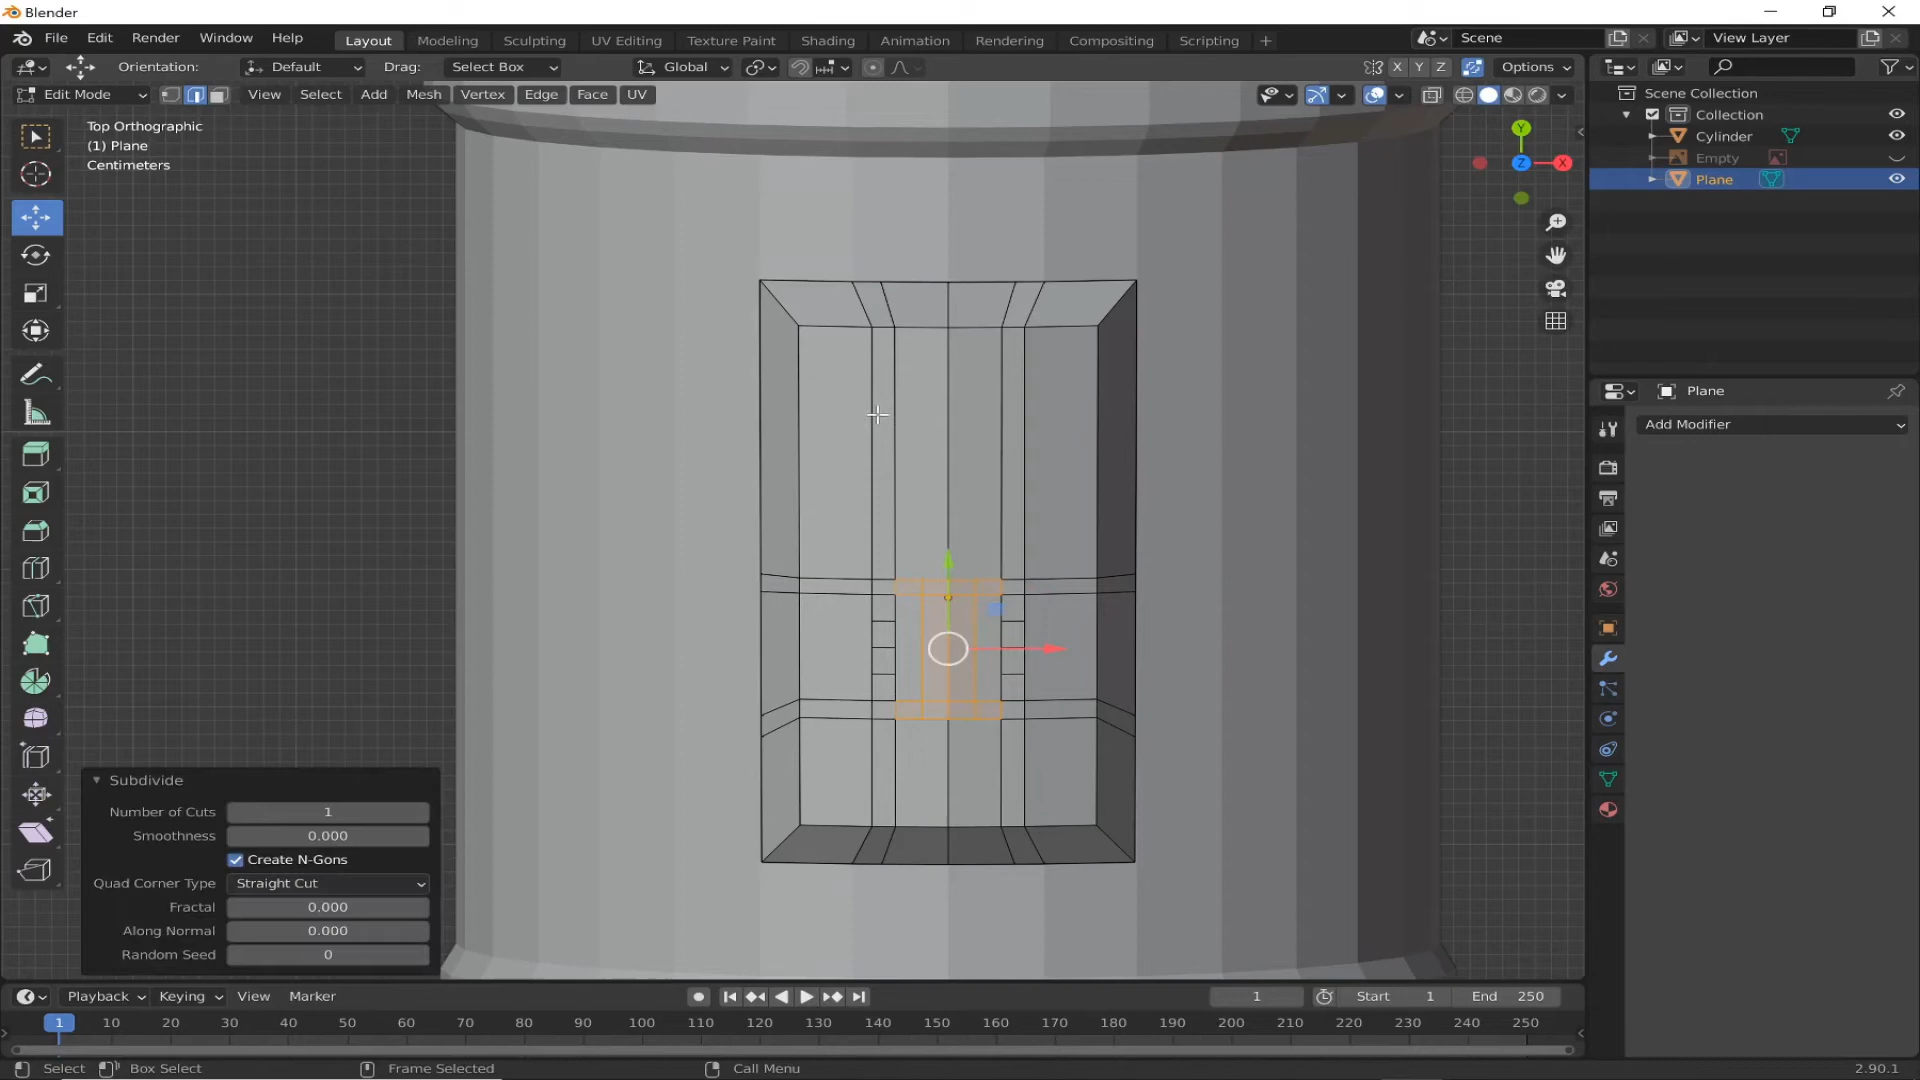 Blender
File Edit Render Window Help Layout Modeling Sculpting UV Editing Texture Paint Shading Animation Rendering Compositing Scripting + Scene View Layer
Orientation: Default Drag: Select Box Global X Y Z Options
Edit Mode View Select Add Mesh Vertex Edge Face UV
Scene Collection
Collection
Cylinder
Empty
Plane
Top Orthographic
(1) Plane
Centimeters
Y
Z
X
Plane
Add Modifier
Subdivide
Number of Cuts 1
Smoothness 0.000
Create N-Gons
Quad Corner Type Straight Cut
Fractal 0.000
Along Normal 0.000
Random Seed 0
Playback Keying View Marker 1 Start 1 End 250
1 10 20 30 40 50 60 70 80 90 100 110 120 130 140 150 160 170 180 190 200 210 220 230 240 250
Select Box Select Frame Selected Call Menu 2.90.1